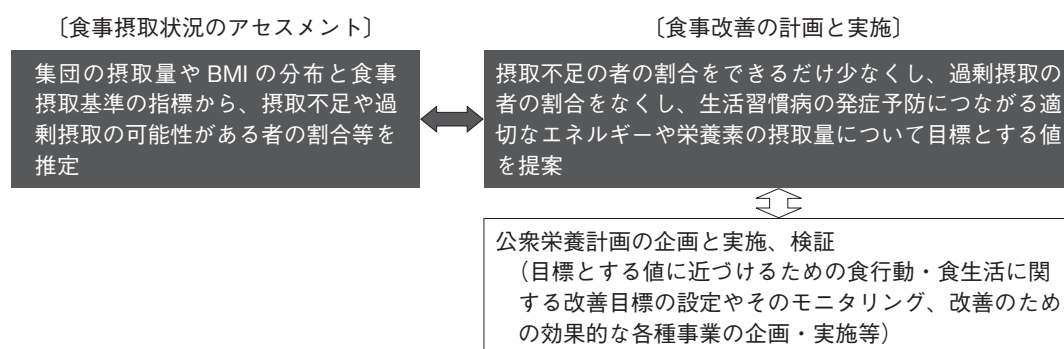 〔食事摂取状況のアセスメント〕
集団の摂取量や BMI の分布と食事
摂取基準の指標から、摂取不足や過
剰摂取の可能性がある者の割合等を
推定
〔食事改善の計画と実施〕
摂取不足の者の割合をできるだけ少なくし、過剰摂取の
者の割合をなくし、生活習慣病の発症予防につながる適
切なエネルギーや栄養素の摂取量について目標とする値
を提案
公衆栄養計画の企画と実施、検証
（目標とする値に近づけるための食行動・食生活に関
する改善目標の設定やそのモニタリング、改善のため
の効果的な各種事業の企画・実施等）